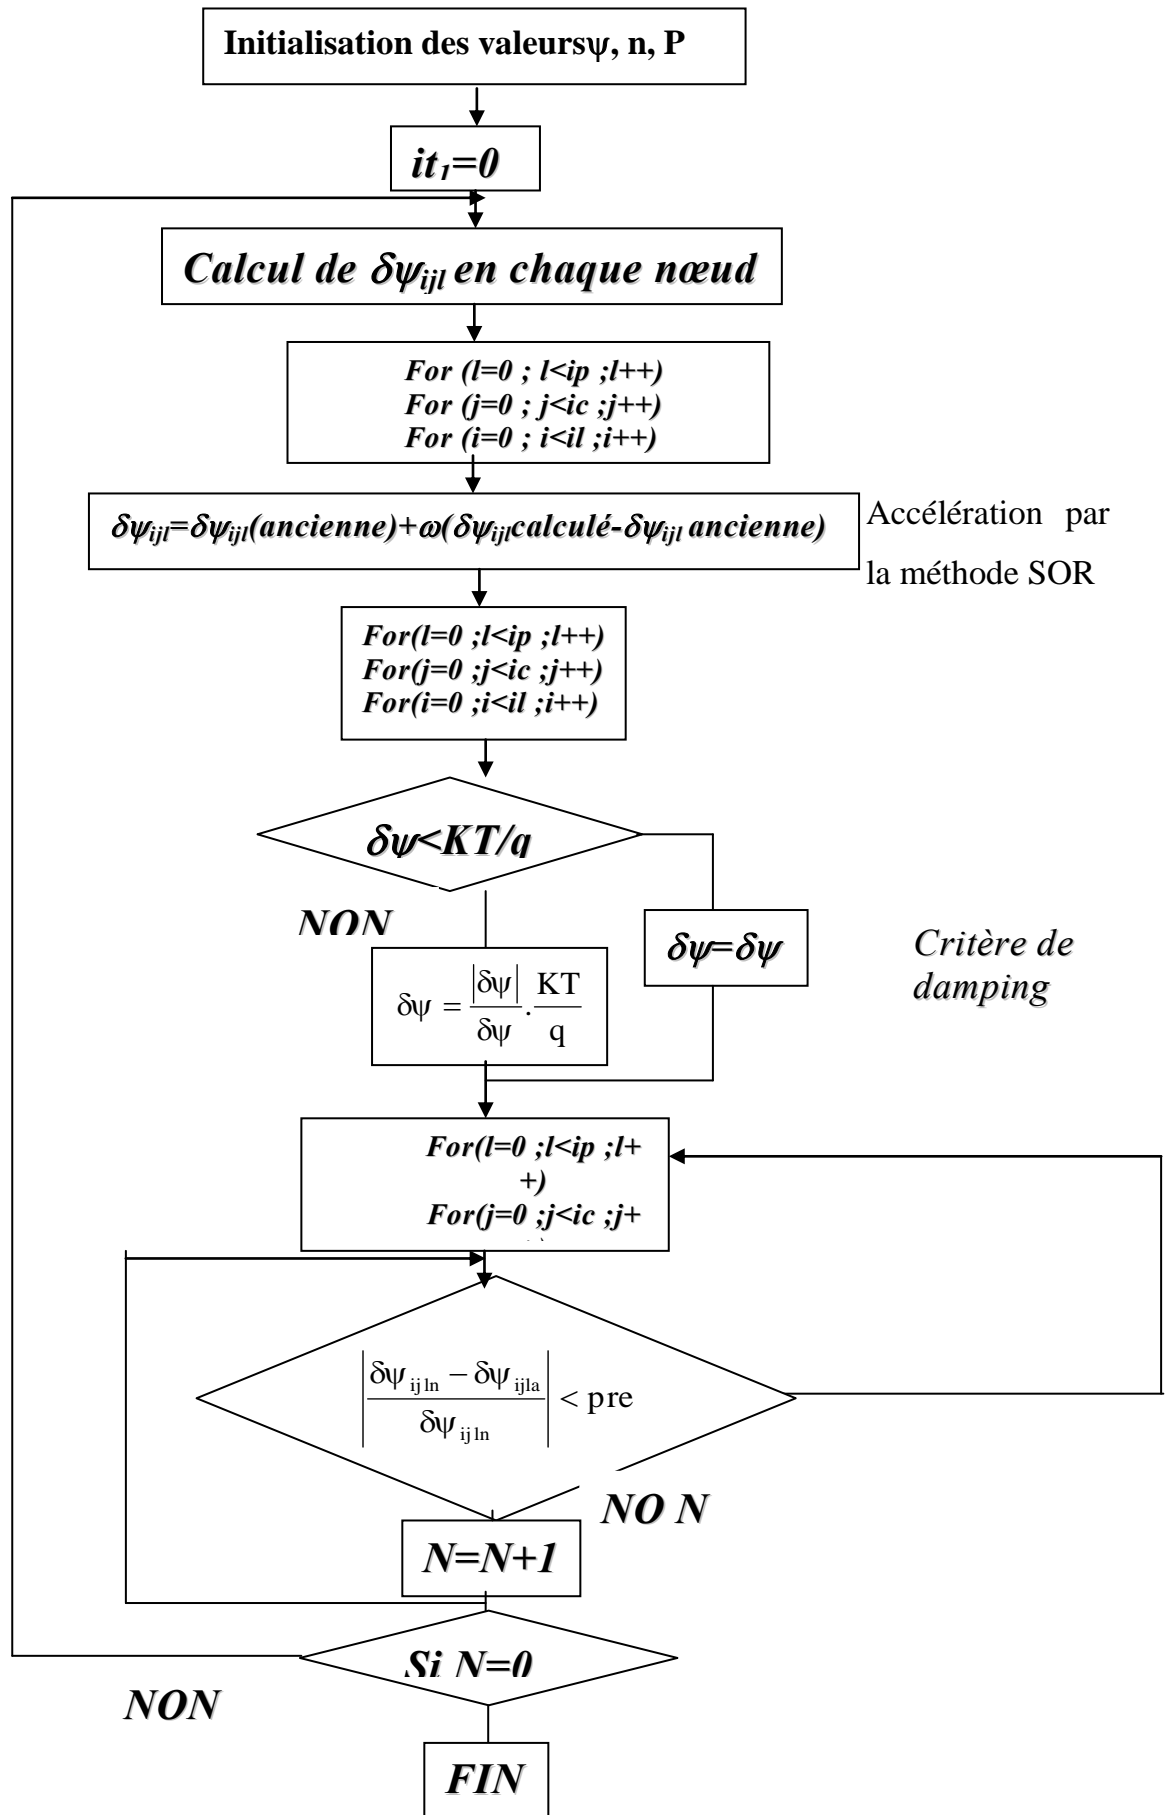 Initialisation des valeursψ, n, P
it₁=0
Calcul de δψijl en chaque nœud
For (l=0 ; l<ip ;l++)
For (j=0 ; j<ic ;j++)
For (i=0 ; i<il ;i++)
δψijl=δψijl(ancienne)+ω(δψijlcalculé-δψijl ancienne)
Accélération par
la méthode SOR
For(l=0 ;l<ip ;l++)
For(j=0 ;j<ic ;j++)
For(i=0 ;i<il ;i++)
δψ<KT/q
NON
δψ=δψ
δψ = |δψ|/δψ . KT/q
Critère de
damping
For(l=0 ;l<ip ;l+
+)
For(j=0 ;j<ic ;j+
|δψijln − δψijla / δψijln| < pre
NO N
N=N+1
Si N=0
NON
FIN